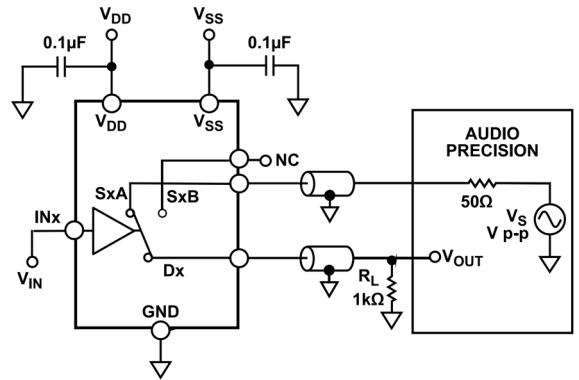 VDD
VSS
0.1µF
0.1µF
VDD
VSS
NC
AUDIO
PRECISION
SxA
SxB
50Ω
INx
VS
V p-p
VIN
Dx
VOUT
RL
1kΩ
GND